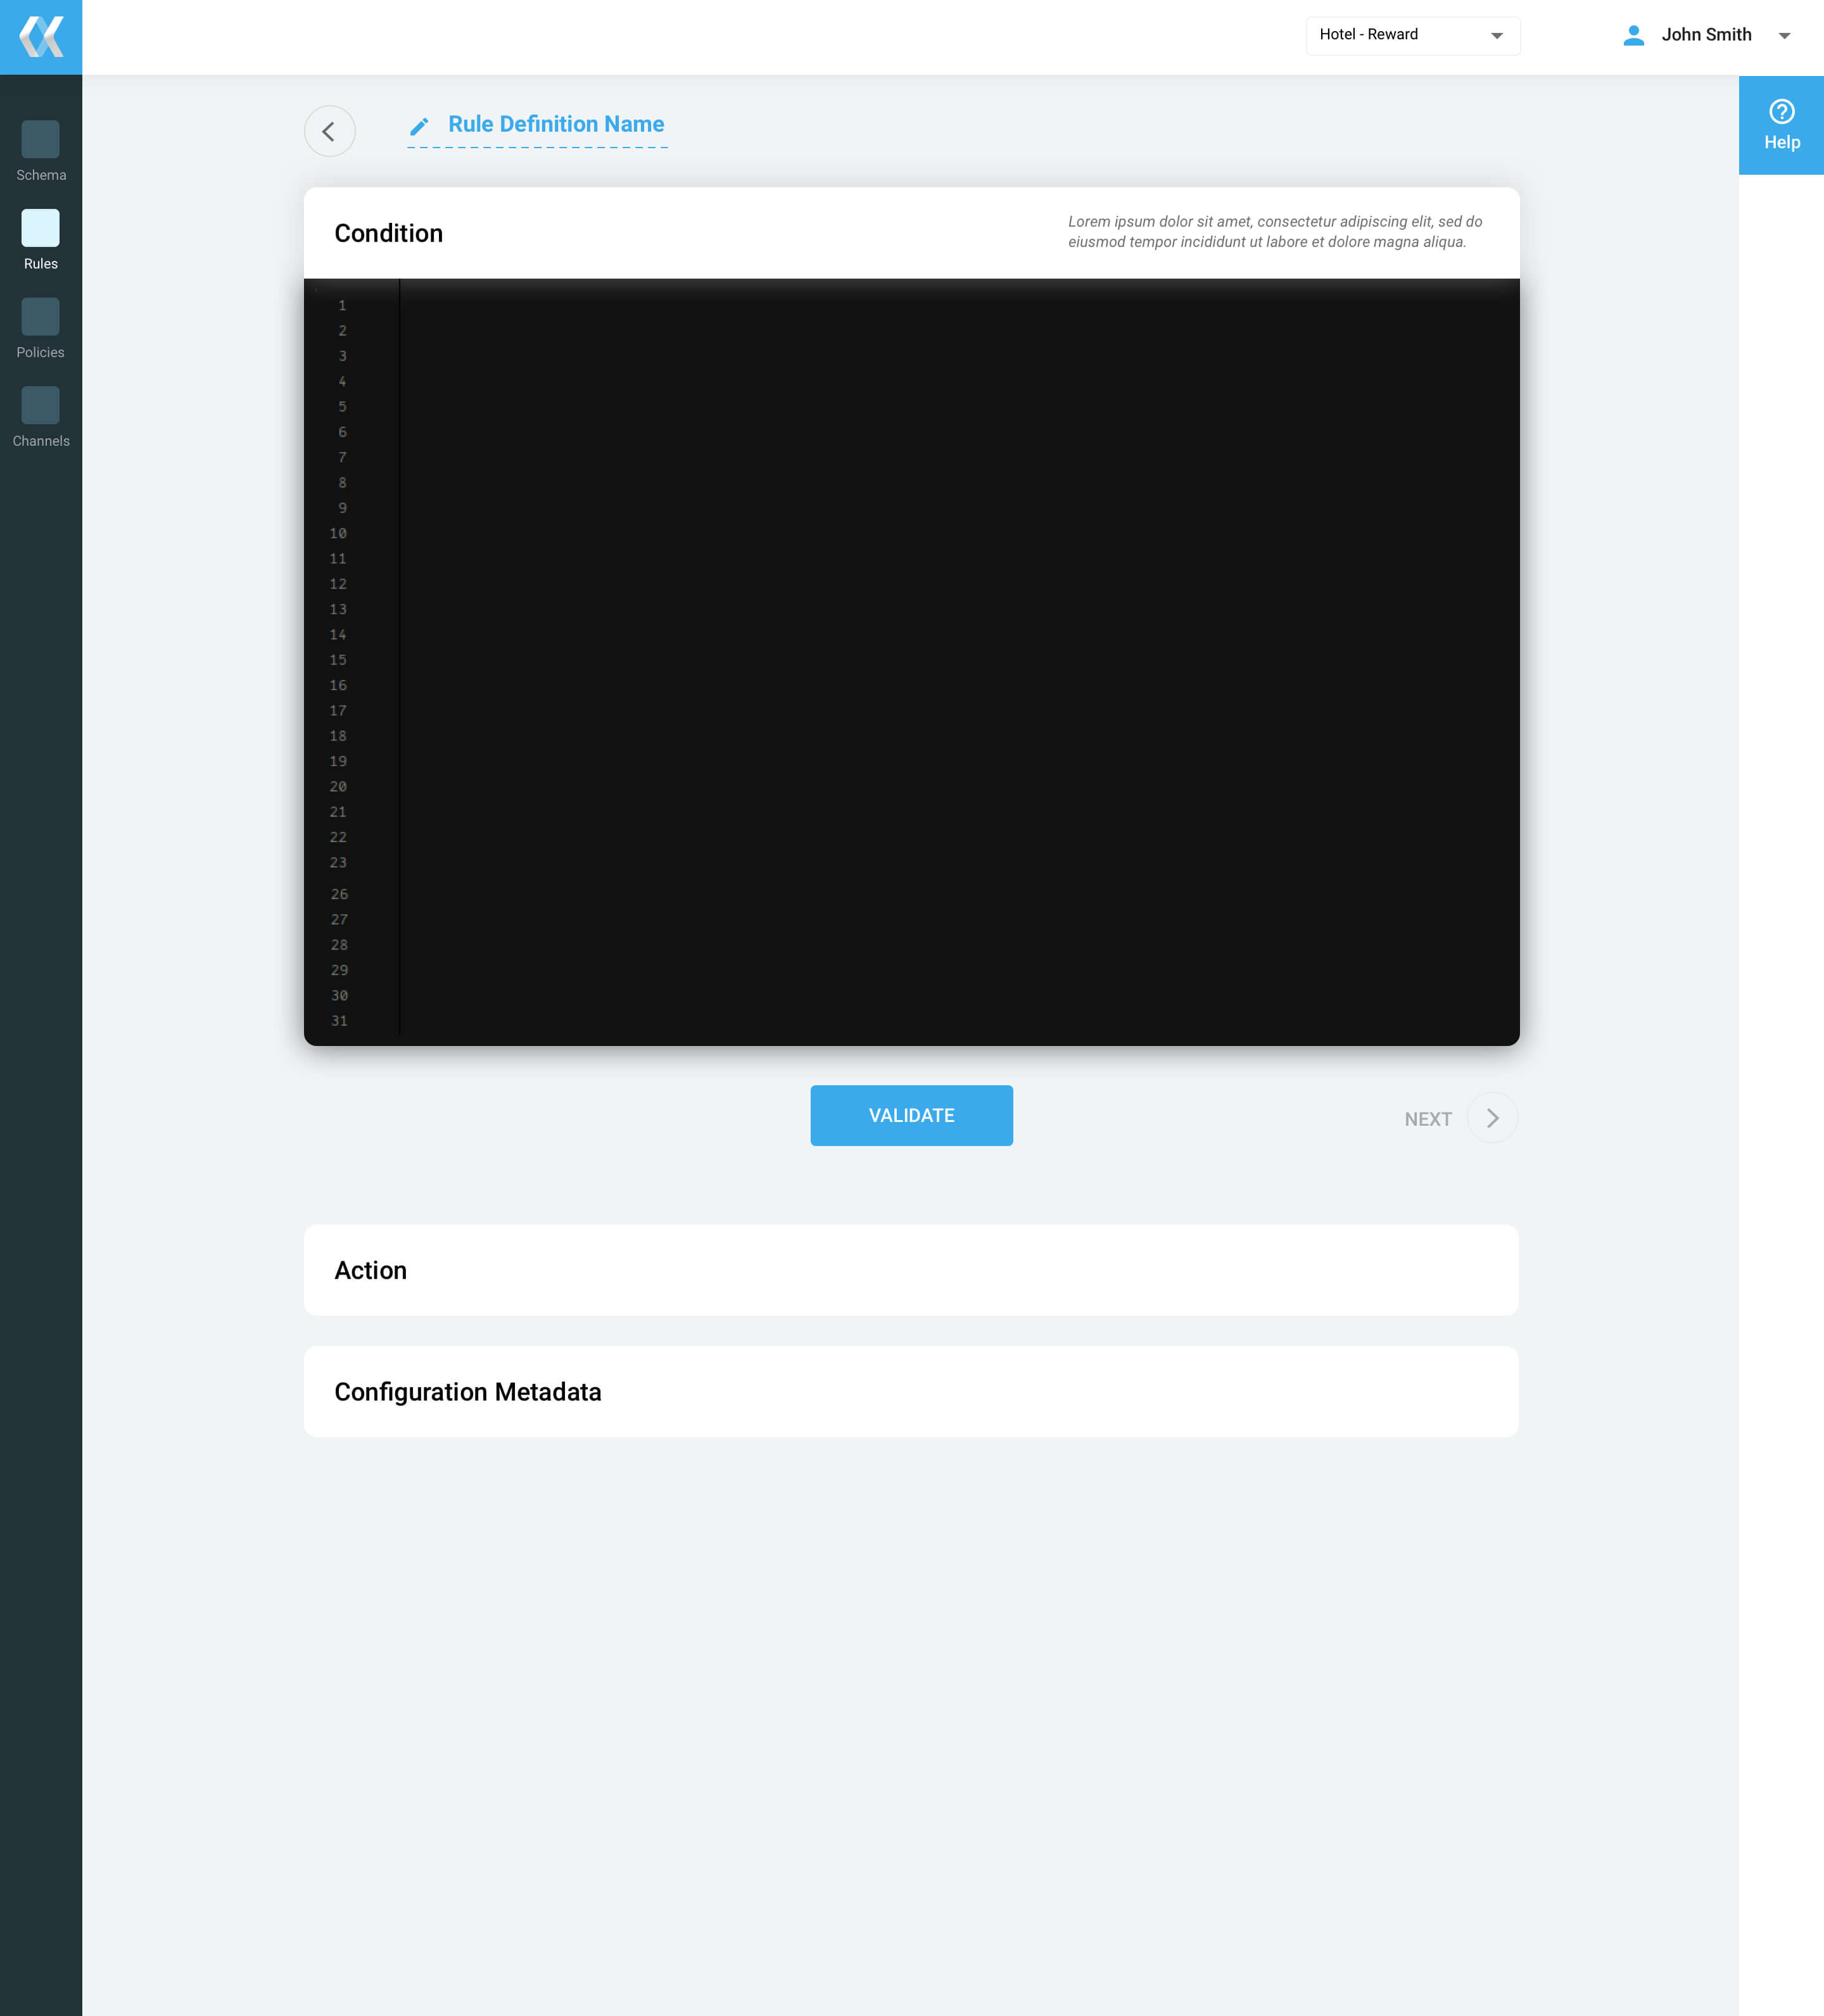 Hotel - Reward
John Smith
Help
Rule Definition Name
Schema
Rules
Policies
Channels
Condition
Lorem ipsum dolor sit amet, consectetur adipiscing elit, sed do
eiusmod tempor incididunt ut labore et dolore magna aliqua.
1
2
3
4
5
6
7
8
9
10
11
12
13
14
15
16
17
18
19
20
21
22
23
26
27
28
29
30
31
VALIDATE
NEXT
Action
Configuration Metadata